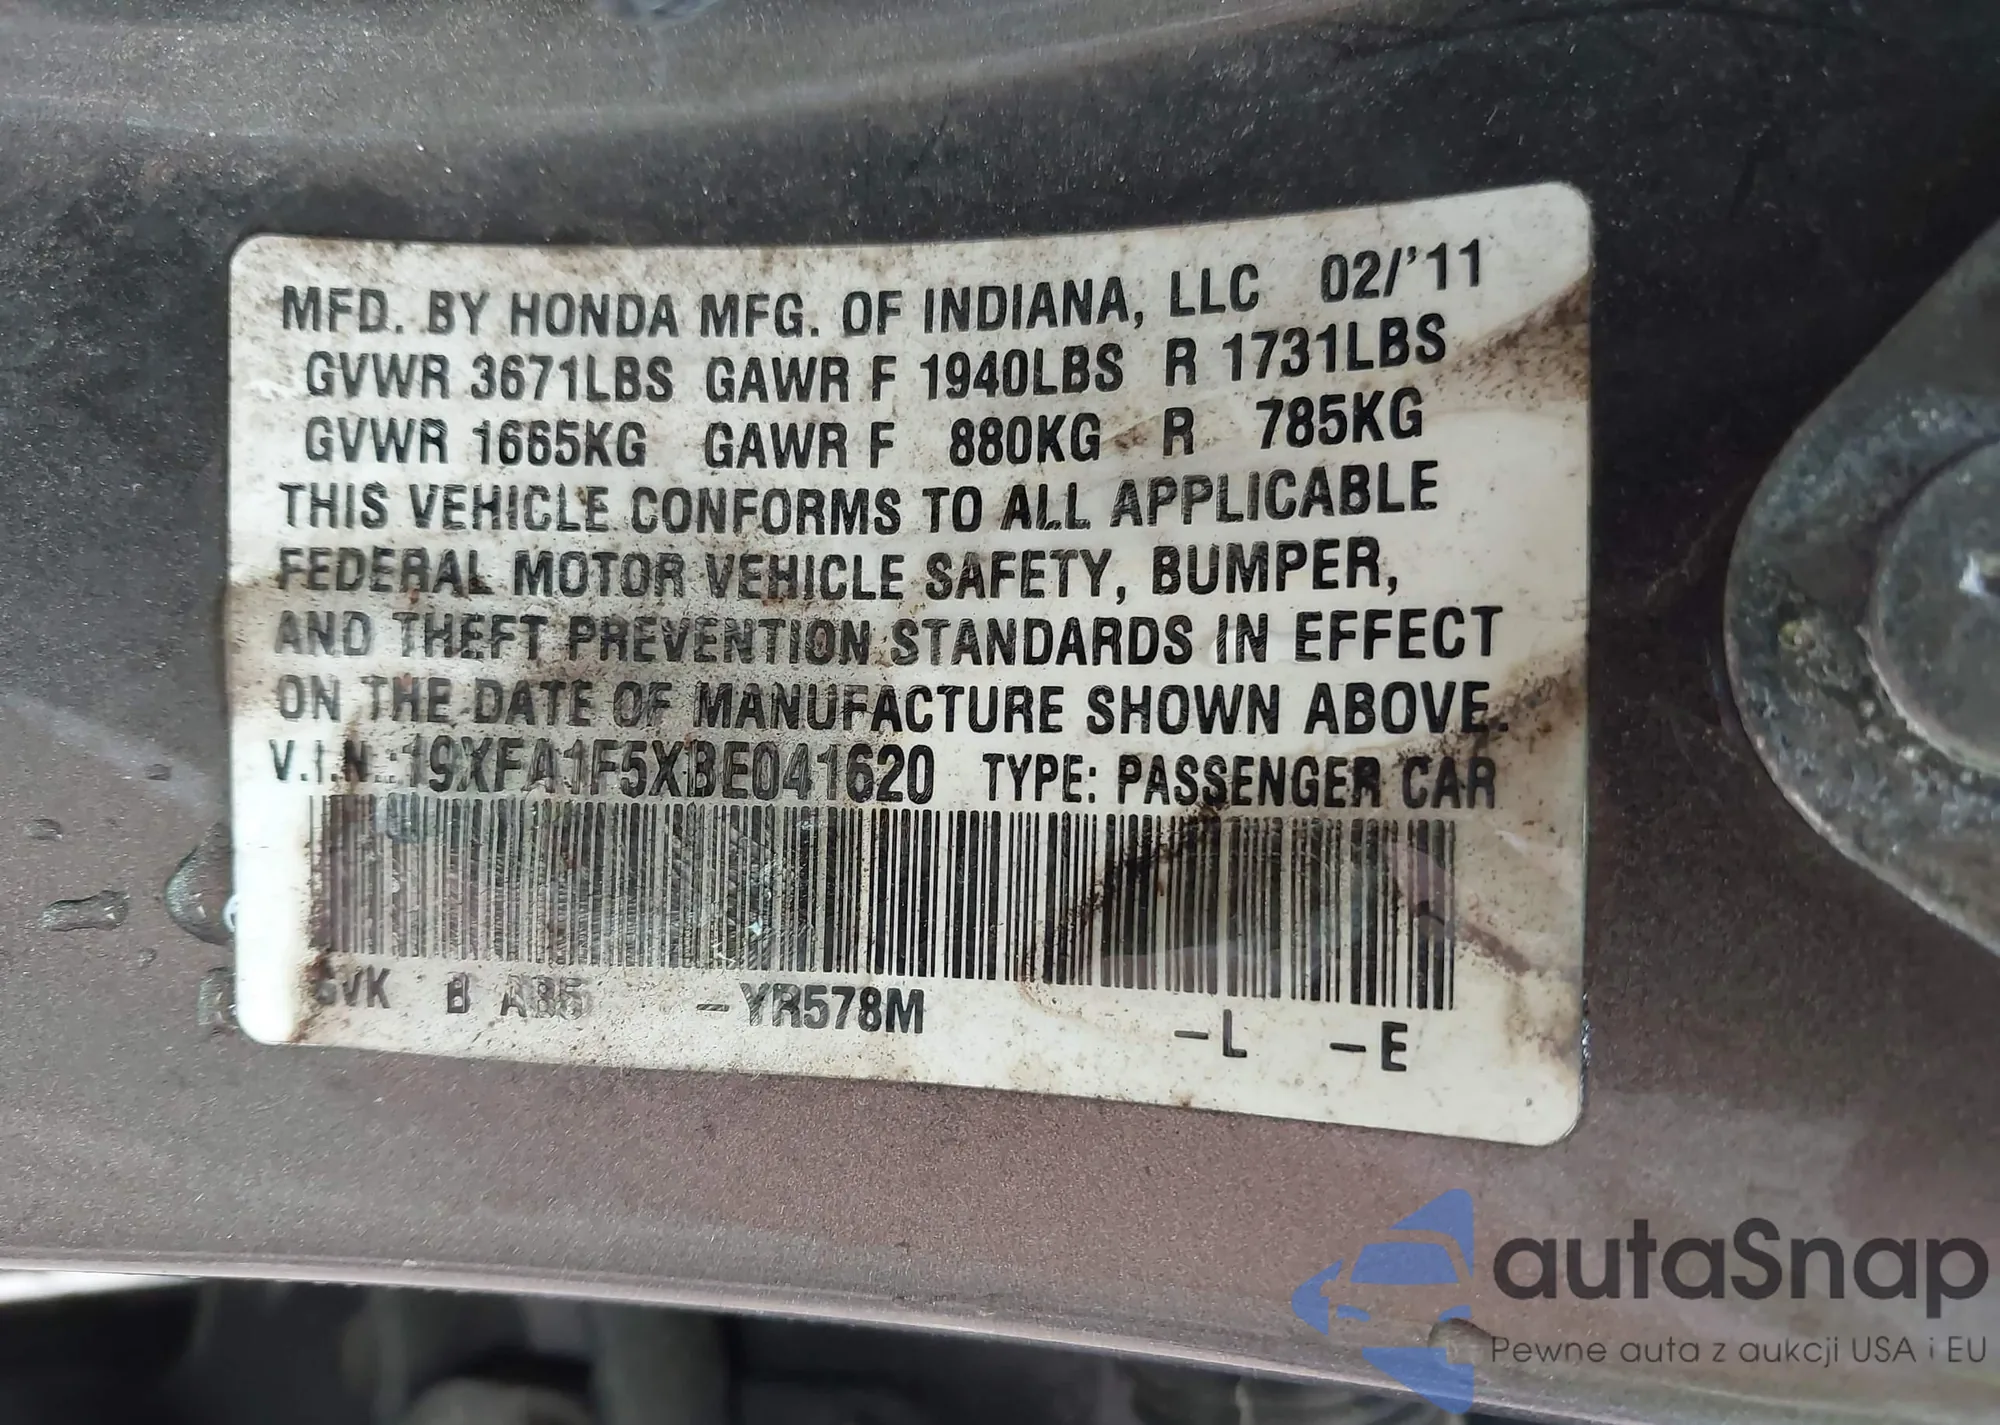 MFD. BY HONDA MFG. OF INDIANA, LLC 02/'11
GVWR 3671LBS GAWR F 1940LBS R 1731LBS
GVWR 1665KG GAWR F 880KG R 785KG
THIS VEHICLE CONFORMS TO ALL APPLICABLE
FEDERAL MOTOR VEHICLE SAFETY, BUMPER,
AND THEFT PREVENTION STANDARDS IN EFFECT
ON THE DATE OF MANUFACTURE SHOWN ABOVE.
V.I.N.: 19XFA1F5XBE041620 TYPE: PASSENGER CAR
B -YR578M -L -E
autaSnap
Pewne auta z aukcji USA i EU